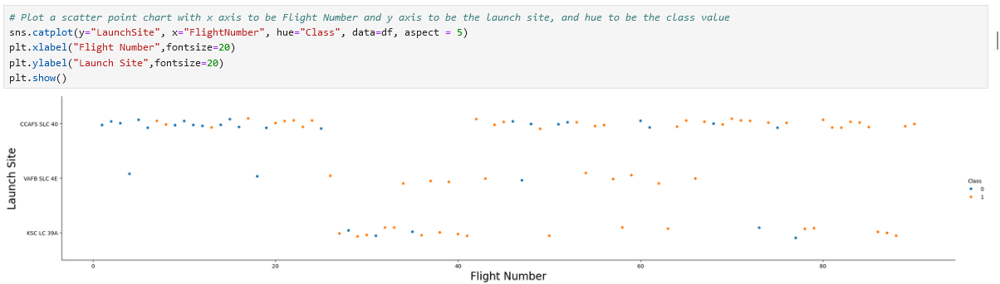 # Plot a scatter point chart with x axis to be Flight Number and y axis to be the launch site, and hue to be the class value
sns.catplot(y="LaunchSite", x="FlightNumber", hue="Class", data=df, aspect = 5)
plt.xlabel("Flight Number",fontsize=20)
plt.ylabel("Launch Site",fontsize=20)
plt.show()
CCAFS SLC 40
VAFB SLC 4E
KSC LC 39A
Launch Site
Class
0
1
0 20 40 60 80
Flight Number